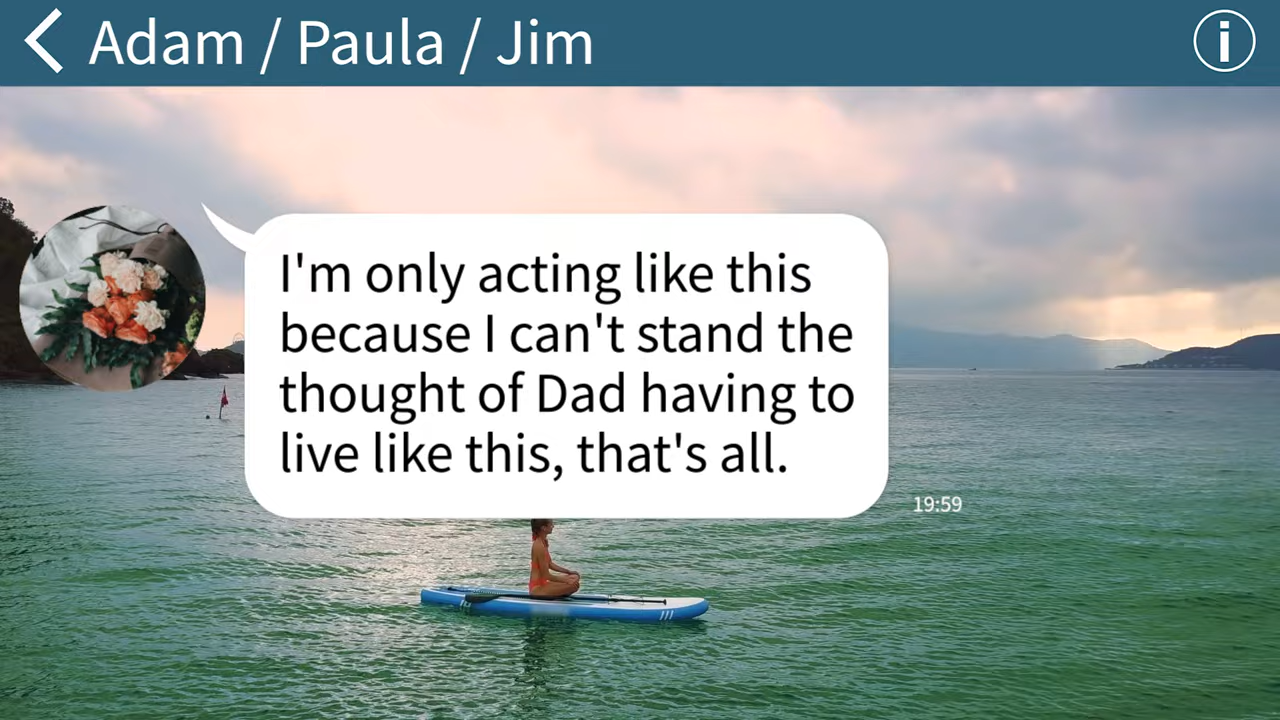 Adam / Paula / Jim
I'm only acting like this
because I can't stand the
thought of Dad having to
live like this, that's all.
19:59